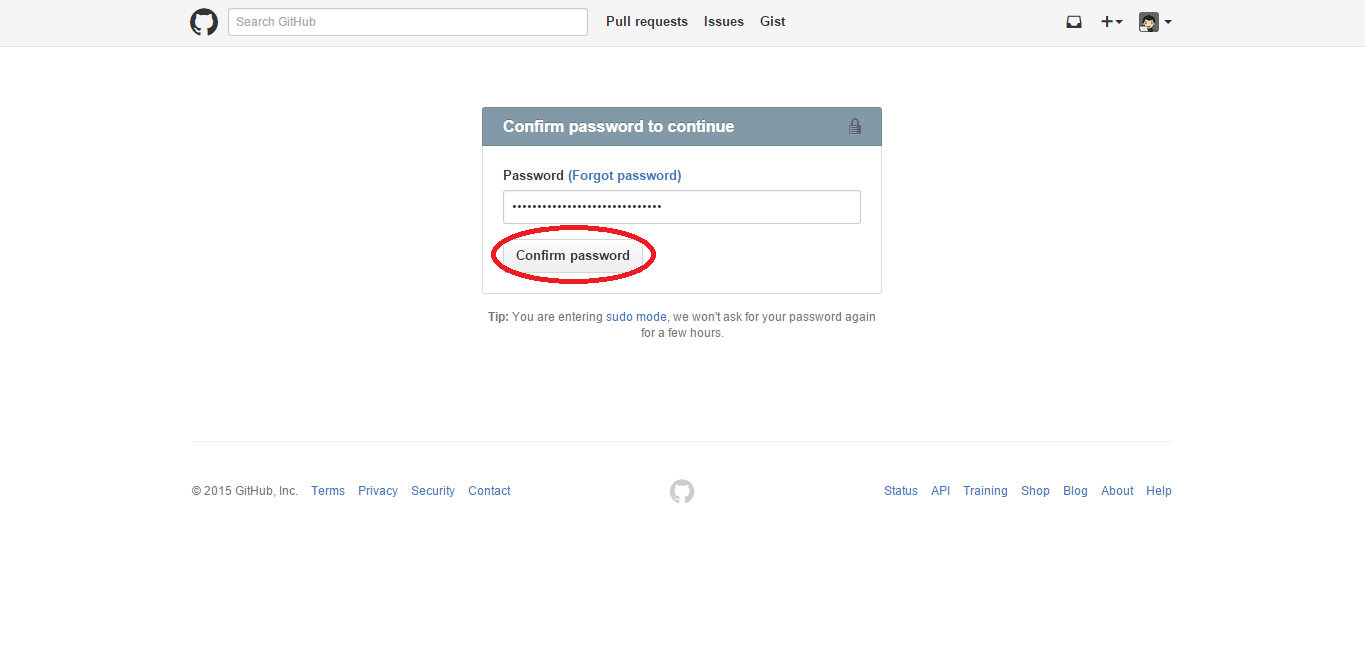 Search GitHub Pull requests Issues Gist
Confirm password to continue
Password (Forgot password)
••••••••••••••••••••••••••••••
Confirm password
Tip: You are entering sudo mode, we won't ask for your password again
for a few hours.
© 2015 GitHub, Inc. Terms Privacy Security Contact Status API Training Shop Blog About Help